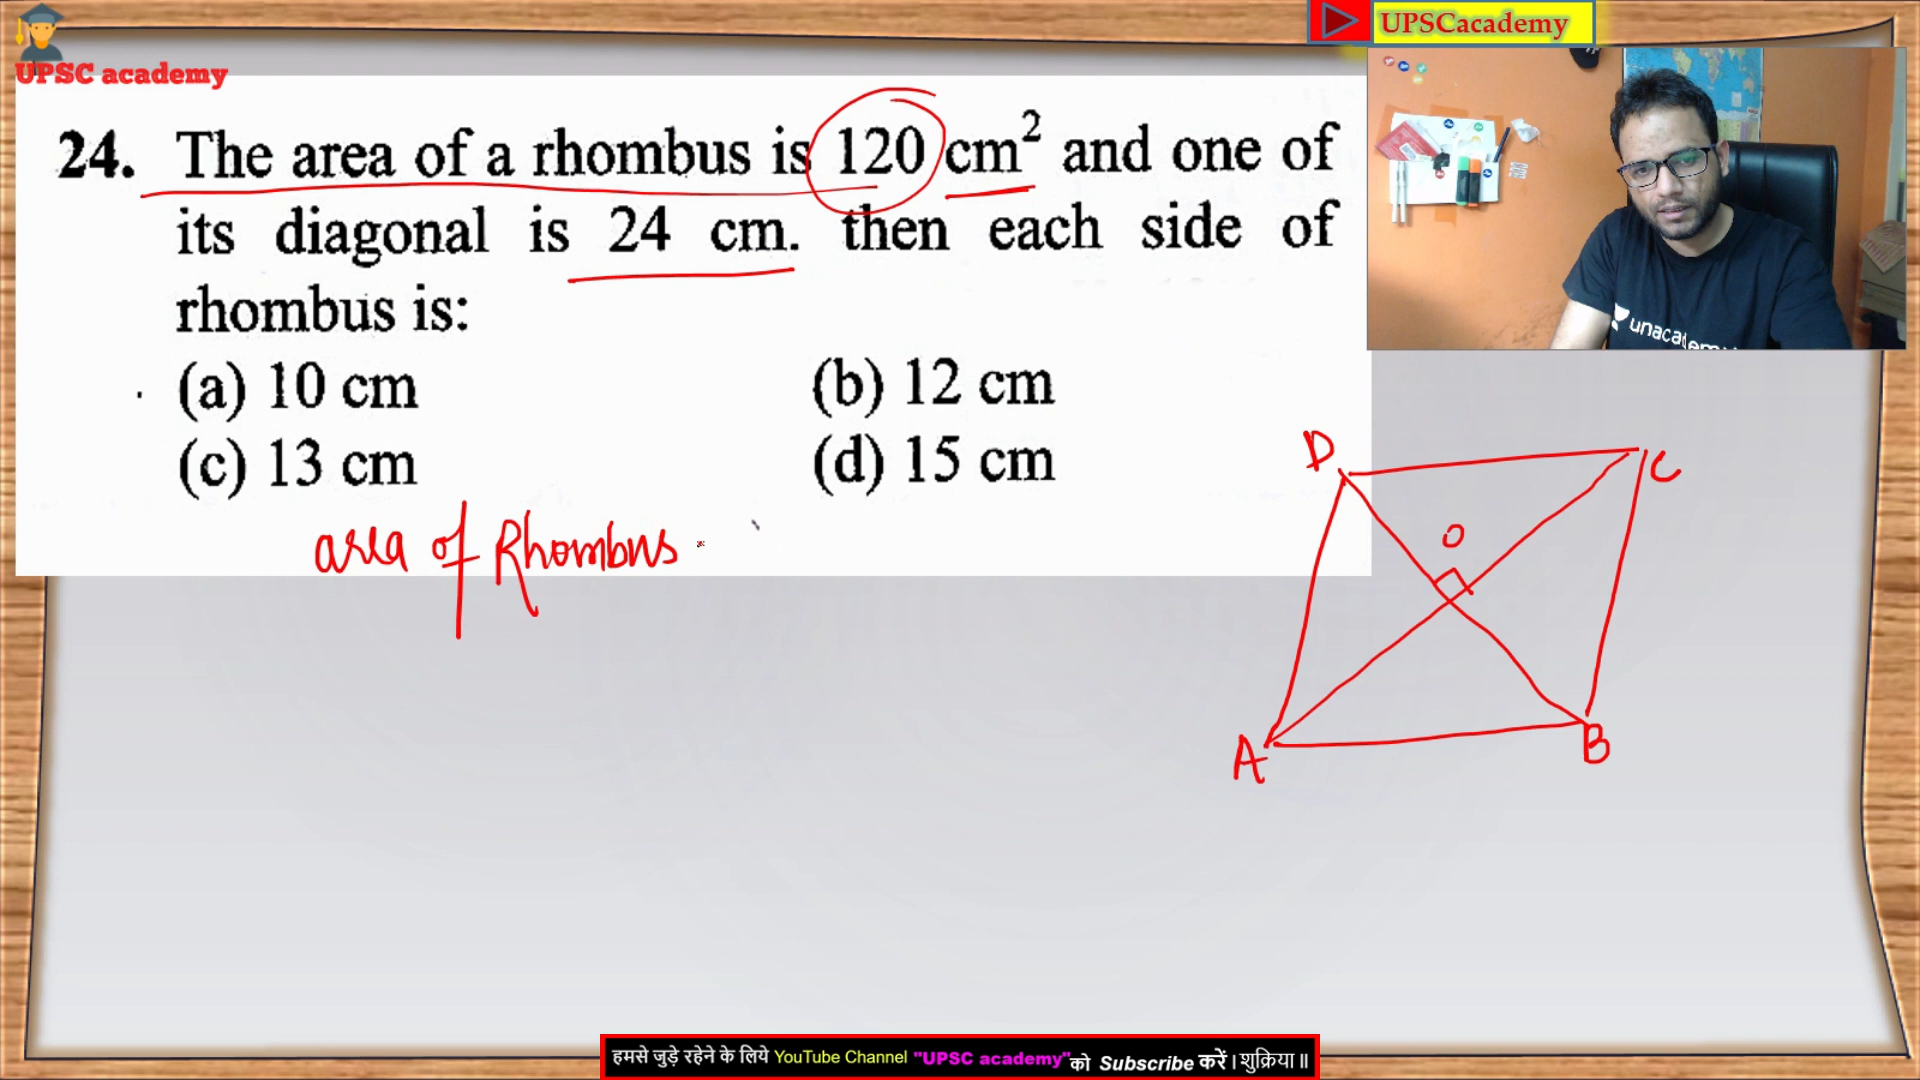 UPSCacademy
UPSC academy
24. The area of a rhombus is 120 cm² and one of
its diagonal is 24 cm. then each side of
rhombus is:
(a) 10 cm (b) 12 cm
(c) 13 cm (d) 15 cm
area of Rhombus
D C
O
A B
unacademy
हमसे जुड़े रहेने के लिये YouTube Channel "UPSC academy" को Subscribe करें । शुक्रिया ॥